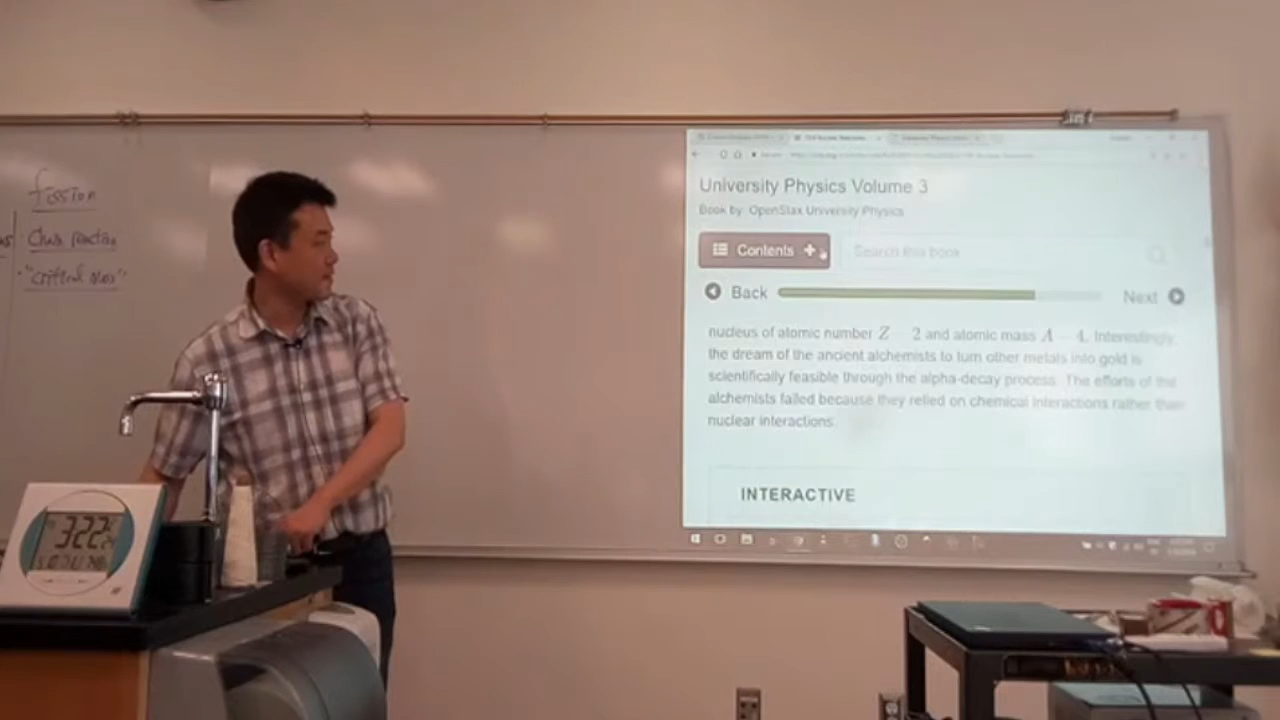 fission
"critical mass"
University Physics Volume 3
Book by: OpenStax University Physics
Contents +
Search this book
Back
Next
nucleus of atomic number Z = 2 and atomic mass A = 4. Interestingly,
the dream of the ancient alchemists to turn other metals into gold is
scientifically feasible through the alpha-decay process. The efforts of the
alchemists failed because they relied on chemical interactions rather than
nuclear interactions.
INTERACTIVE
3:22